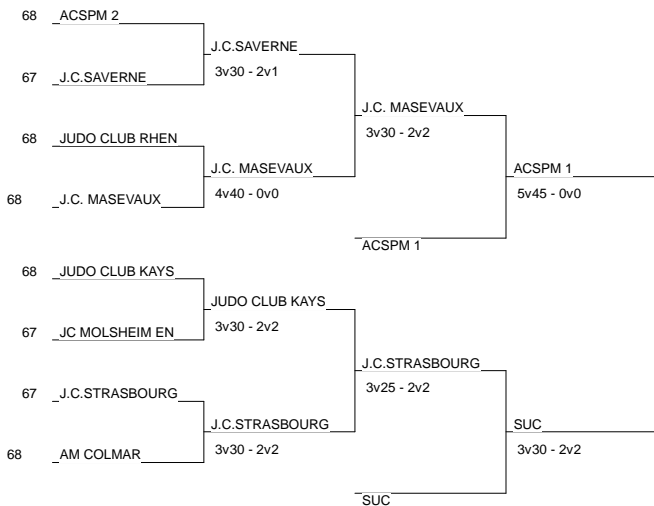 68 ACSPM 2
J.C.SAVERNE
67 J.C.SAVERNE
3v30 - 2v1
J.C. MASEVAUX
68 JUDO CLUB RHEN
3v30 - 2v2
J.C. MASEVAUX
ACSPM 1
68 J.C. MASEVAUX
4v40 - 0v0
5v45 - 0v0
ACSPM 1
68 JUDO CLUB KAYS
JUDO CLUB KAYS
67 JC MOLSHEIM EN
3v30 - 2v2
J.C.STRASBOURG
67 J.C.STRASBOURG
3v25 - 2v2
J.C.STRASBOURG
SUC
68 AM COLMAR
3v30 - 2v2
3v30 - 2v2
SUC